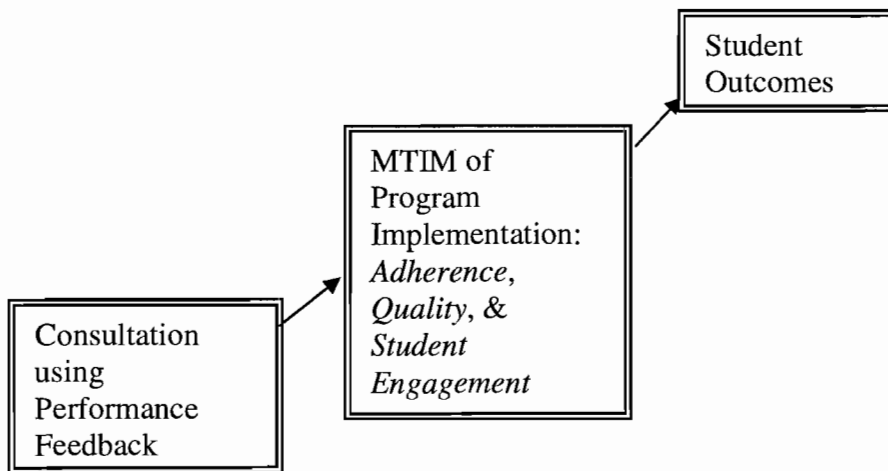 Student
Outcomes
MTIM of
Program
Implementation:
Adherence,
Quality, &
Student
Engagement
Consultation
using
Performance
Feedback